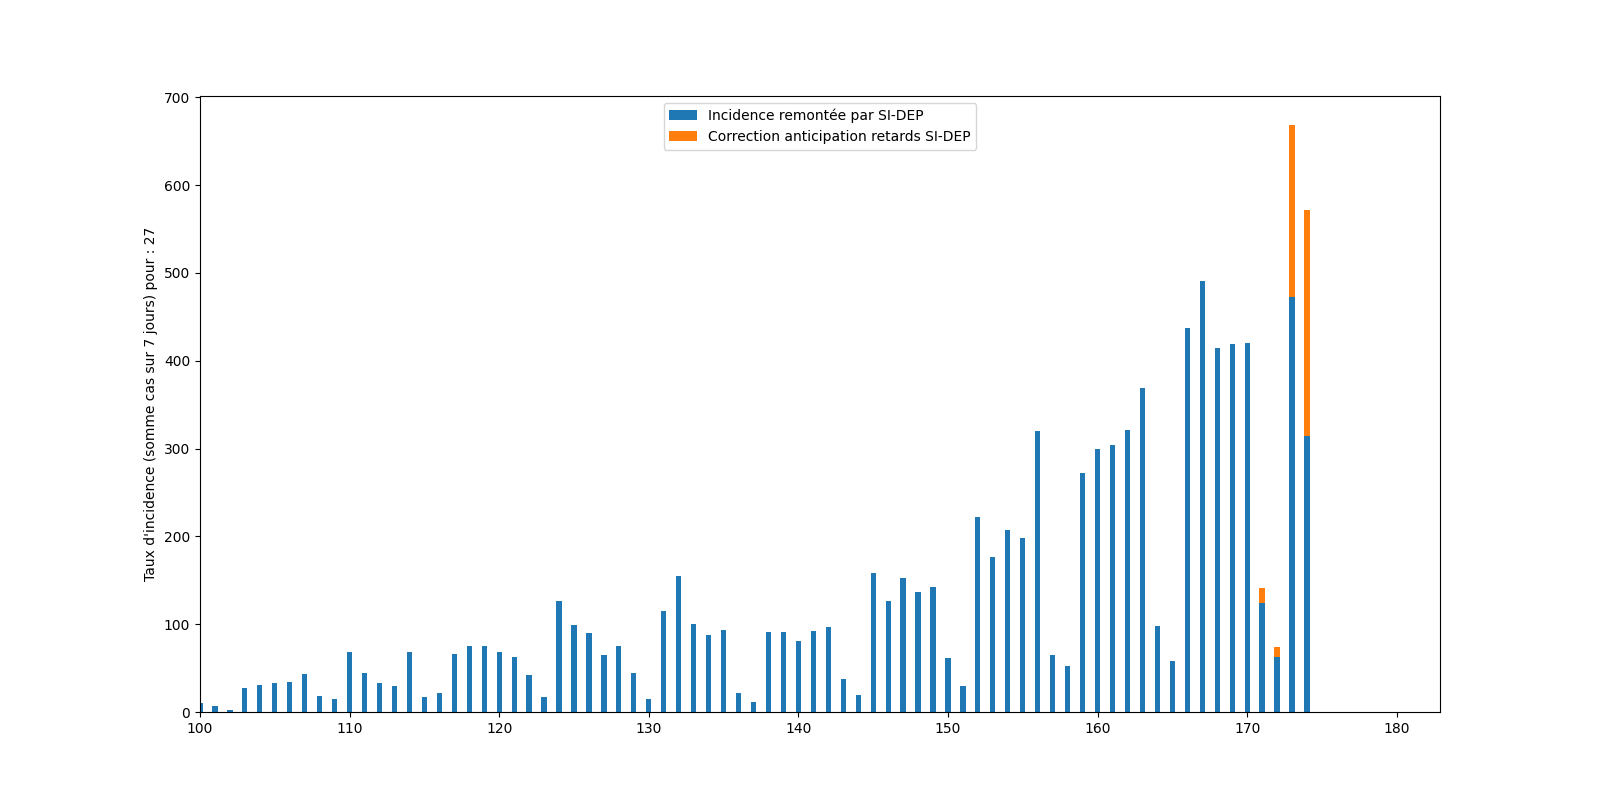 Incidence remontée par SI-DEP
Correction anticipation retards SI-DEP
Taux d'incidence (somme cas sur 7 jours) pour : 27
700
600
500
400
300
200
100
0
100 110 120 130 140 150 160 170 180